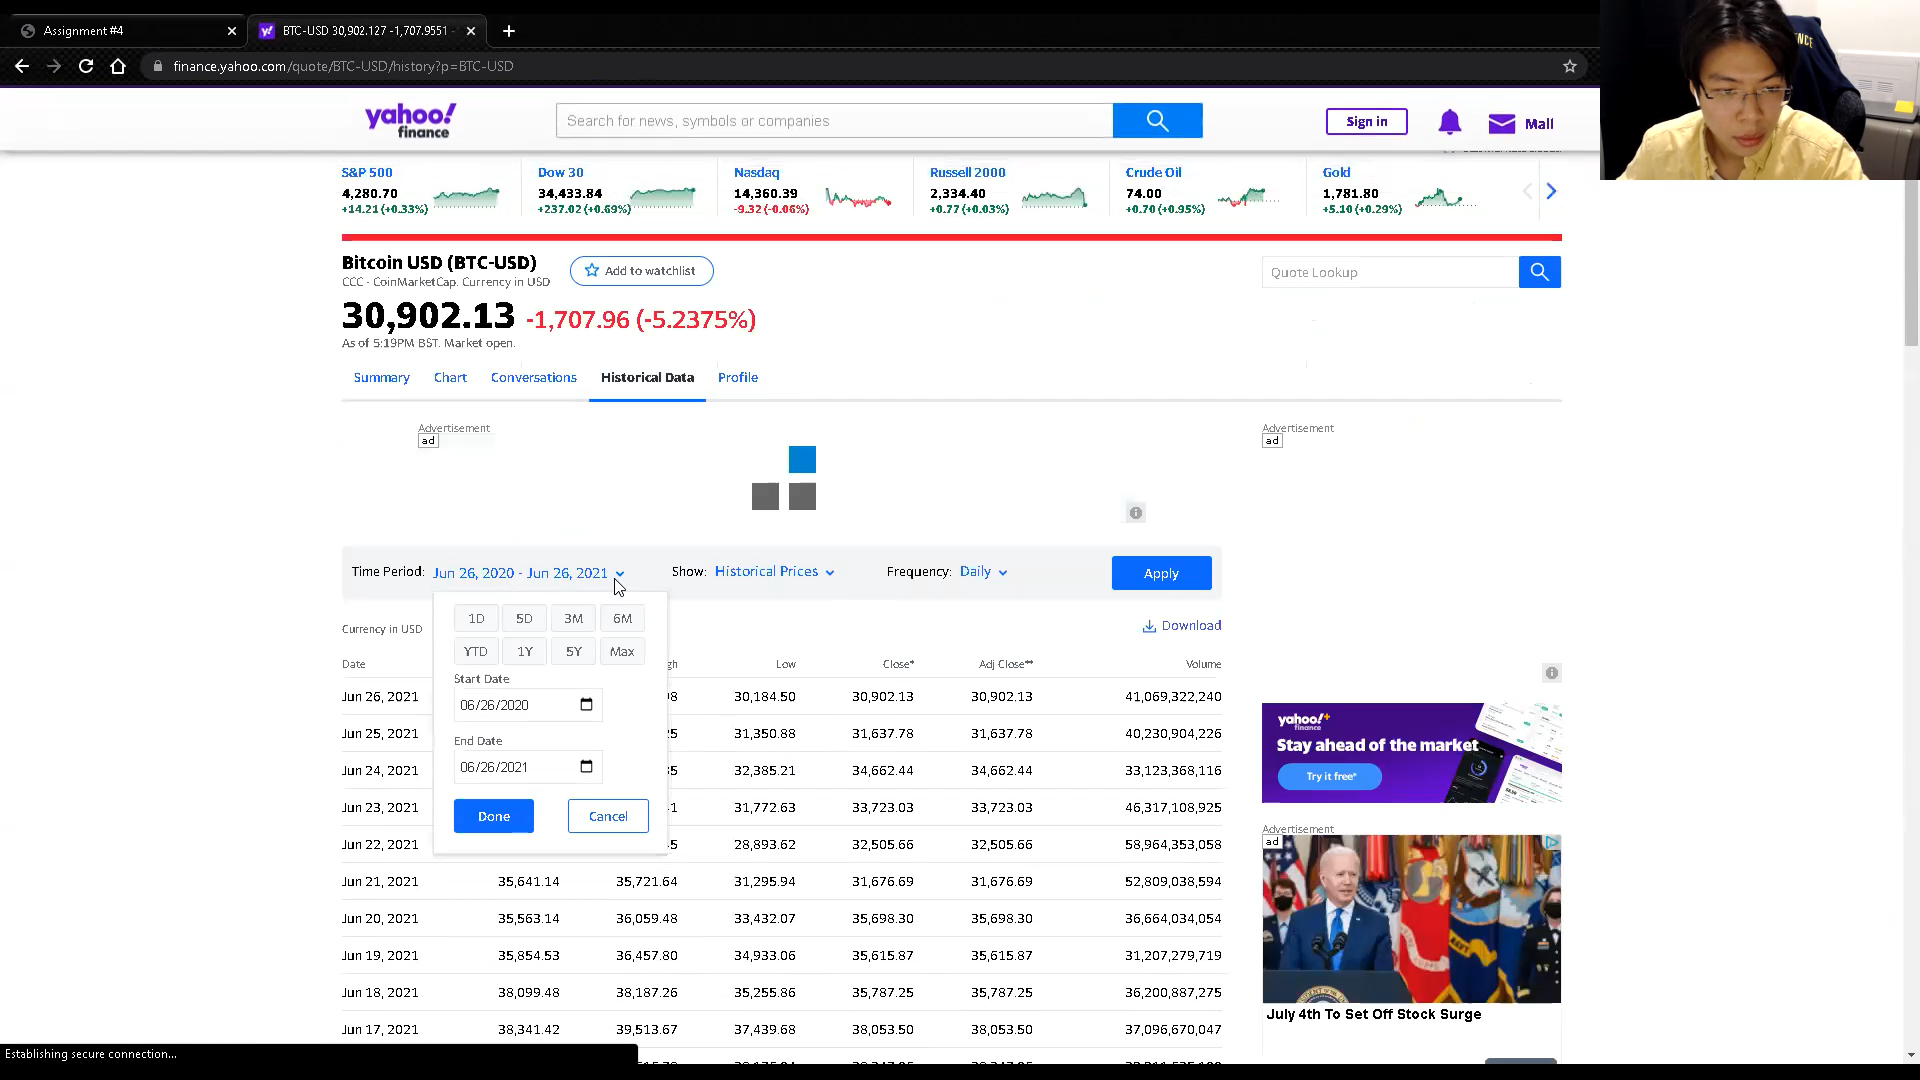 Assignment #4
BTC-USD 30,902.127 -1,707.9551 -
finance.yahoo.com/quote/BTC-USD/history?p=BTC-USD
yahoo!
finance
Search for news, symbols or companies
Sign in
Mail
S&P 500
4,280.70
+14.21 (+0.33%)
Dow 30
34,433.84
+237.02 (+0.69%)
Nasdaq
14,360.39
-9.32 (-0.06%)
Russell 2000
2,334.40
+0.77 (+0.03%)
Crude Oil
74.00
+0.70 (+0.95%)
Gold
1,781.80
+5.10 (+0.29%)
Bitcoin USD (BTC-USD)
CCC - CoinMarketCap. Currency in USD
Add to watchlist
Quote Lookup
30,902.13 -1,707.96 (-5.2375%)
As of 5:19PM BST. Market open.
Summary Chart Conversations Historical Data Profile
Advertisement
ad
Advertisement
ad
Time Period: Jun 26, 2020 - Jun 26, 2021 Show: Historical Prices Frequency: Daily Apply
1D 5D 3M 6M
YTD 1Y 5Y Max
Start Date
06/26/2020
End Date
06/26/2021
Done Cancel
Currency in USD
Download
Date gh Low Close* Adj Close** Volume
Jun 26, 2021 98 30,184.50 30,902.13 30,902.13 41,069,322,240
Jun 25, 2021 25 31,350.88 31,637.78 31,637.78 40,230,904,226
Jun 24, 2021 35 32,385.21 34,662.44 34,662.44 33,123,368,116
Jun 23, 2021 1 31,772.63 33,723.03 33,723.03 46,317,108,925
Jun 22, 2021 5 28,893.62 32,505.66 32,505.66 58,964,353,058
Jun 21, 2021 35,641.14 35,721.64 31,295.94 31,676.69 31,676.69 52,809,038,594
Jun 20, 2021 35,563.14 36,059.48 33,432.07 35,698.30 35,698.30 36,664,034,054
Jun 19, 2021 35,854.53 36,457.80 34,933.06 35,615.87 35,615.87 31,207,279,719
Jun 18, 2021 38,099.48 38,187.26 35,255.86 35,787.25 35,787.25 36,200,887,275
Jun 17, 2021 38,341.42 39,513.67 37,439.68 38,053.50 38,053.50 37,096,670,047
yahoo!+
finance
Stay ahead of the market
Try it free*
Advertisement
ad
July 4th To Set Off Stock Surge
Establishing secure connection...